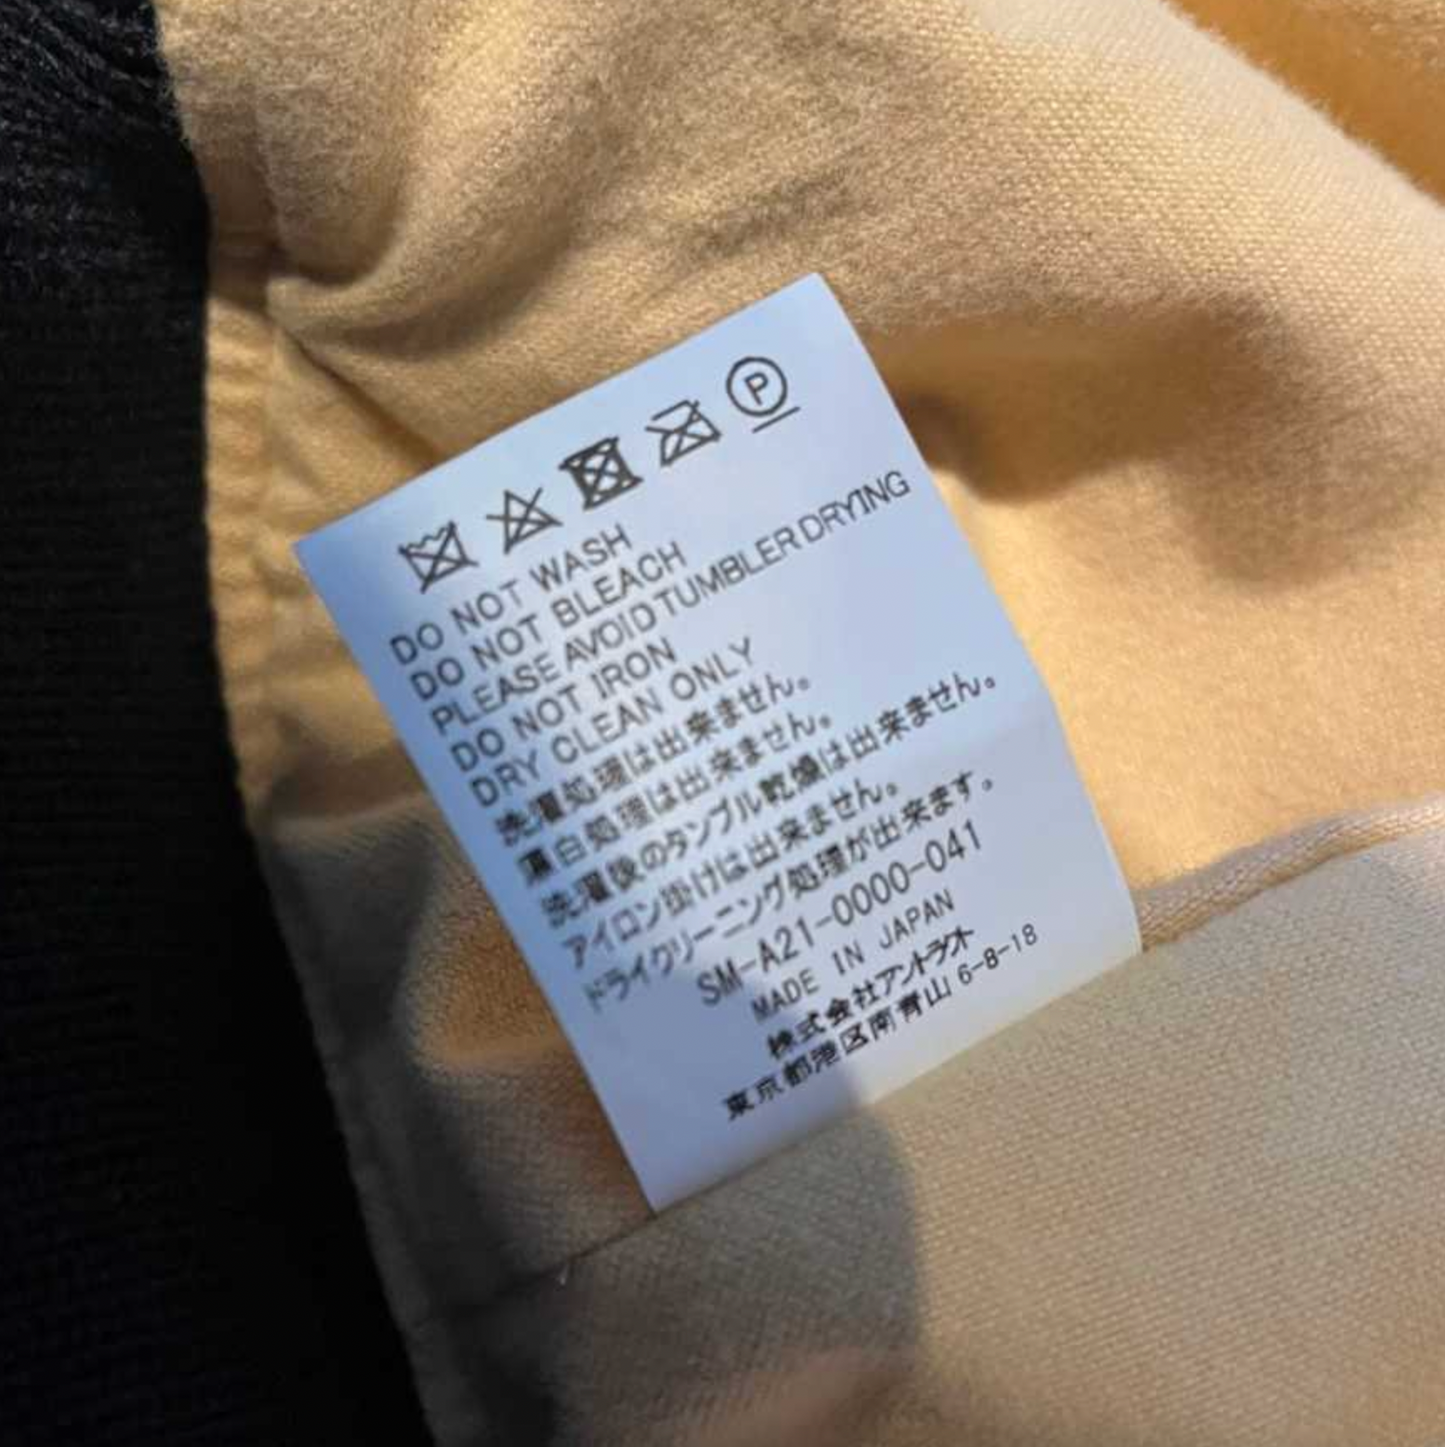 P
DO NOT WASH
DO NOT BLEACH
PLEASE AVOID TUMBLER DRYING
DO NOT IRON
DRY CLEAN ONLY
洗濯処理は出来ません。
漂白処理は出来ません。
洗濯後のタンブル乾燥は出来ません。
アイロン掛けは出来ません。
ドライクリーニング処理が出来ます。
SM-A21-0000-041
MADE IN JAPAN
株式会社アントラクト
東京都港区南青山 6-8-18